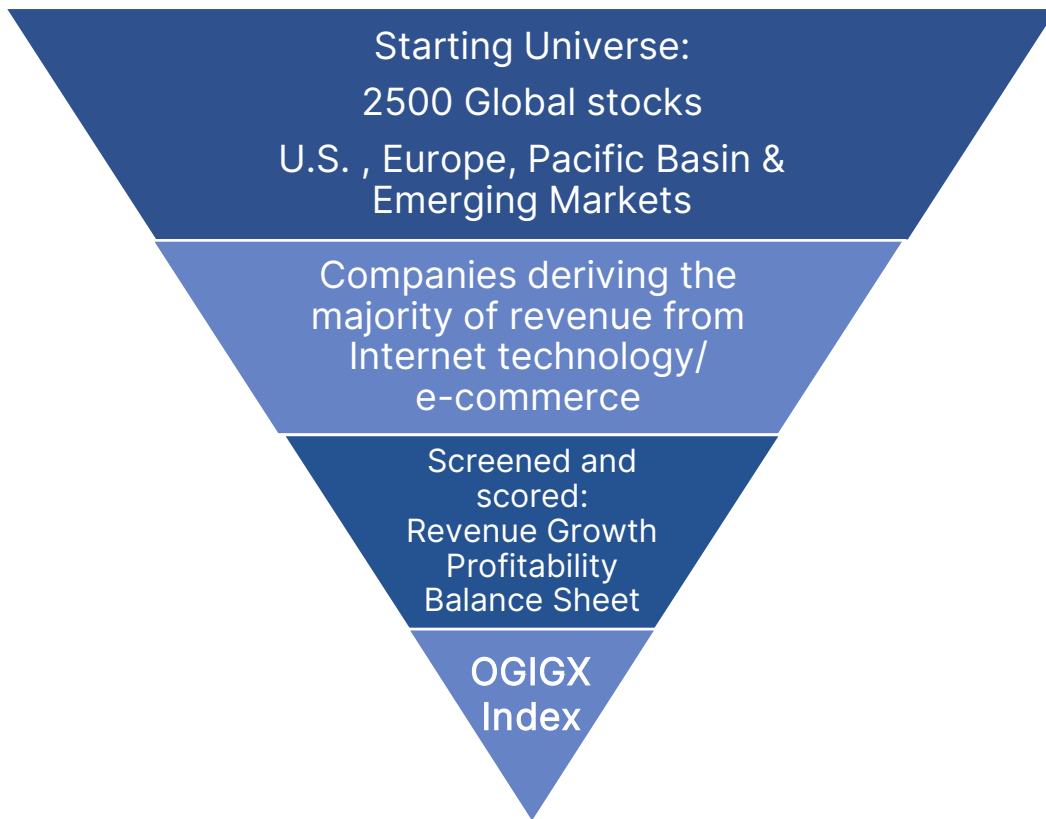 Starting Universe:
2500 Global stocks
U.S. , Europe, Pacific Basin &
Emerging Markets
Companies deriving the
majority of revenue from
Internet technology/
e-commerce
Screened and
scored:
Revenue Growth
Profitability
Balance Sheet
OGIGX
Index